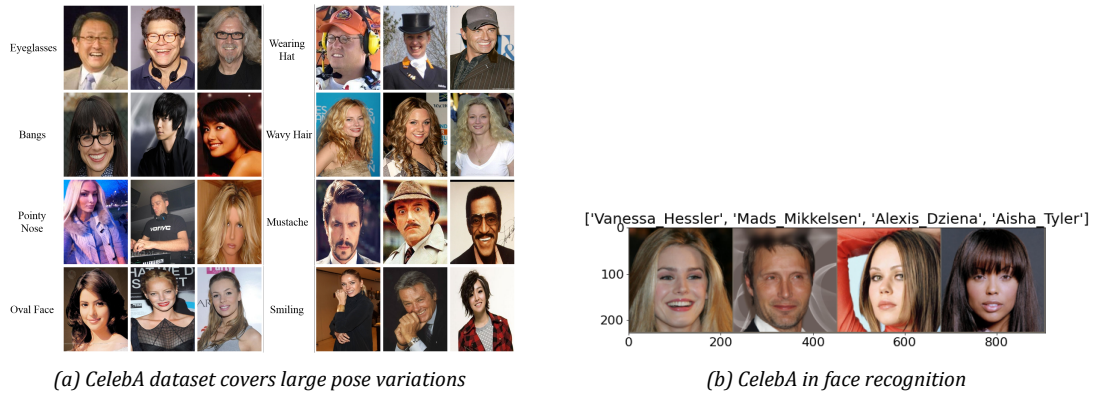 Eyeglasses
Wearing
Hat
Bangs
Wavy Hair
Pointy
Nose
Mustache
Oval Face
Smiling
(a) CelebA dataset covers large pose variations
['Vanessa_Hessler', 'Mads_Mikkelsen', 'Alexis_Dziena', 'Aisha_Tyler']
0
100
200
0
200
400
600
800
(b) CelebA in face recognition